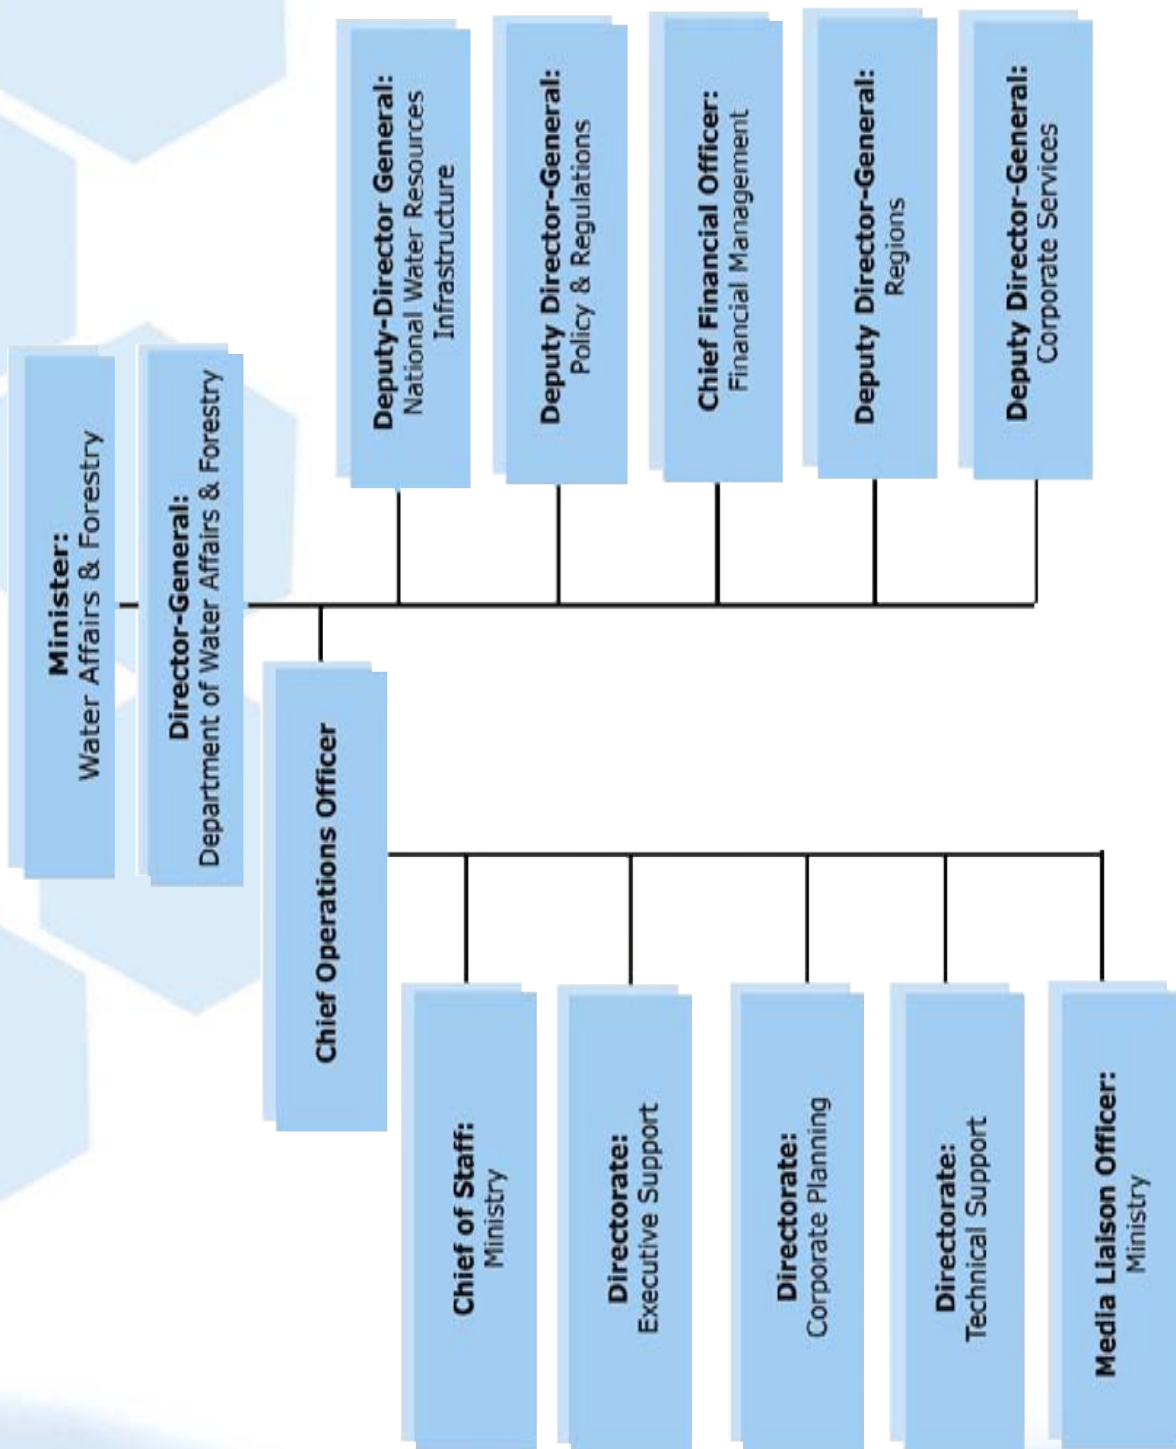 Minister:
Water Affairs & Forestry
Director-General:
Department of Water Affairs & Forestry
Chief Operations Officer
Chief of Staff:
Ministry
Directorate:
Executive Support
Directorate:
Corporate Planning
Directorate:
Technical Support
Media Liaison Officer:
Ministry
Deputy-Director General:
National Water Resources
Infrastructure
Deputy Director-General:
Policy & Regulations
Chief Financial Officer:
Financial Management
Deputy Director-General:
Regions
Deputy Director-General:
Corporate Services